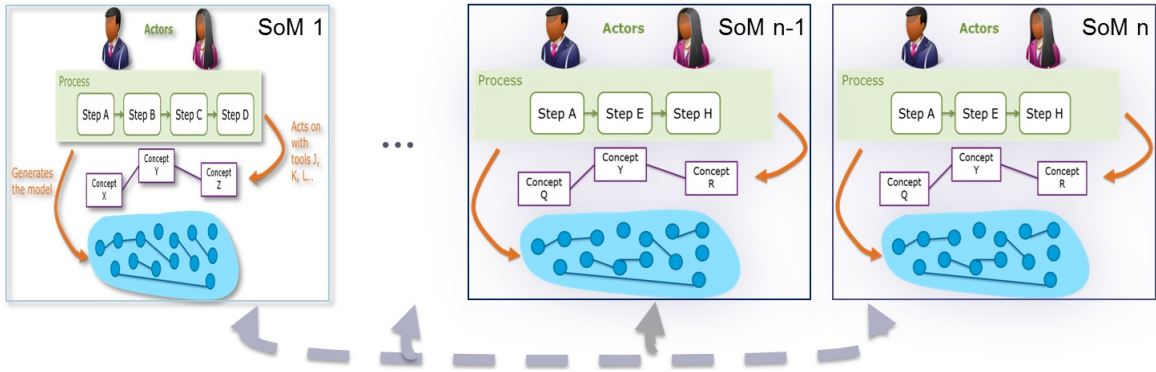 Actors
SoM 1
Process
Step A
Step B
Step C
Step D
Generates
the model
Concept
X
Concept
Y
Concept
Z
Acts on
with
tools J,
K, L...
...
Actors
SoM n-1
Process
Step A
Step E
Step H
Concept
Q
Concept
Y
Concept
R
Actors
SoM n
Process
Step A
Step E
Step H
Concept
Q
Concept
Y
Concept
R